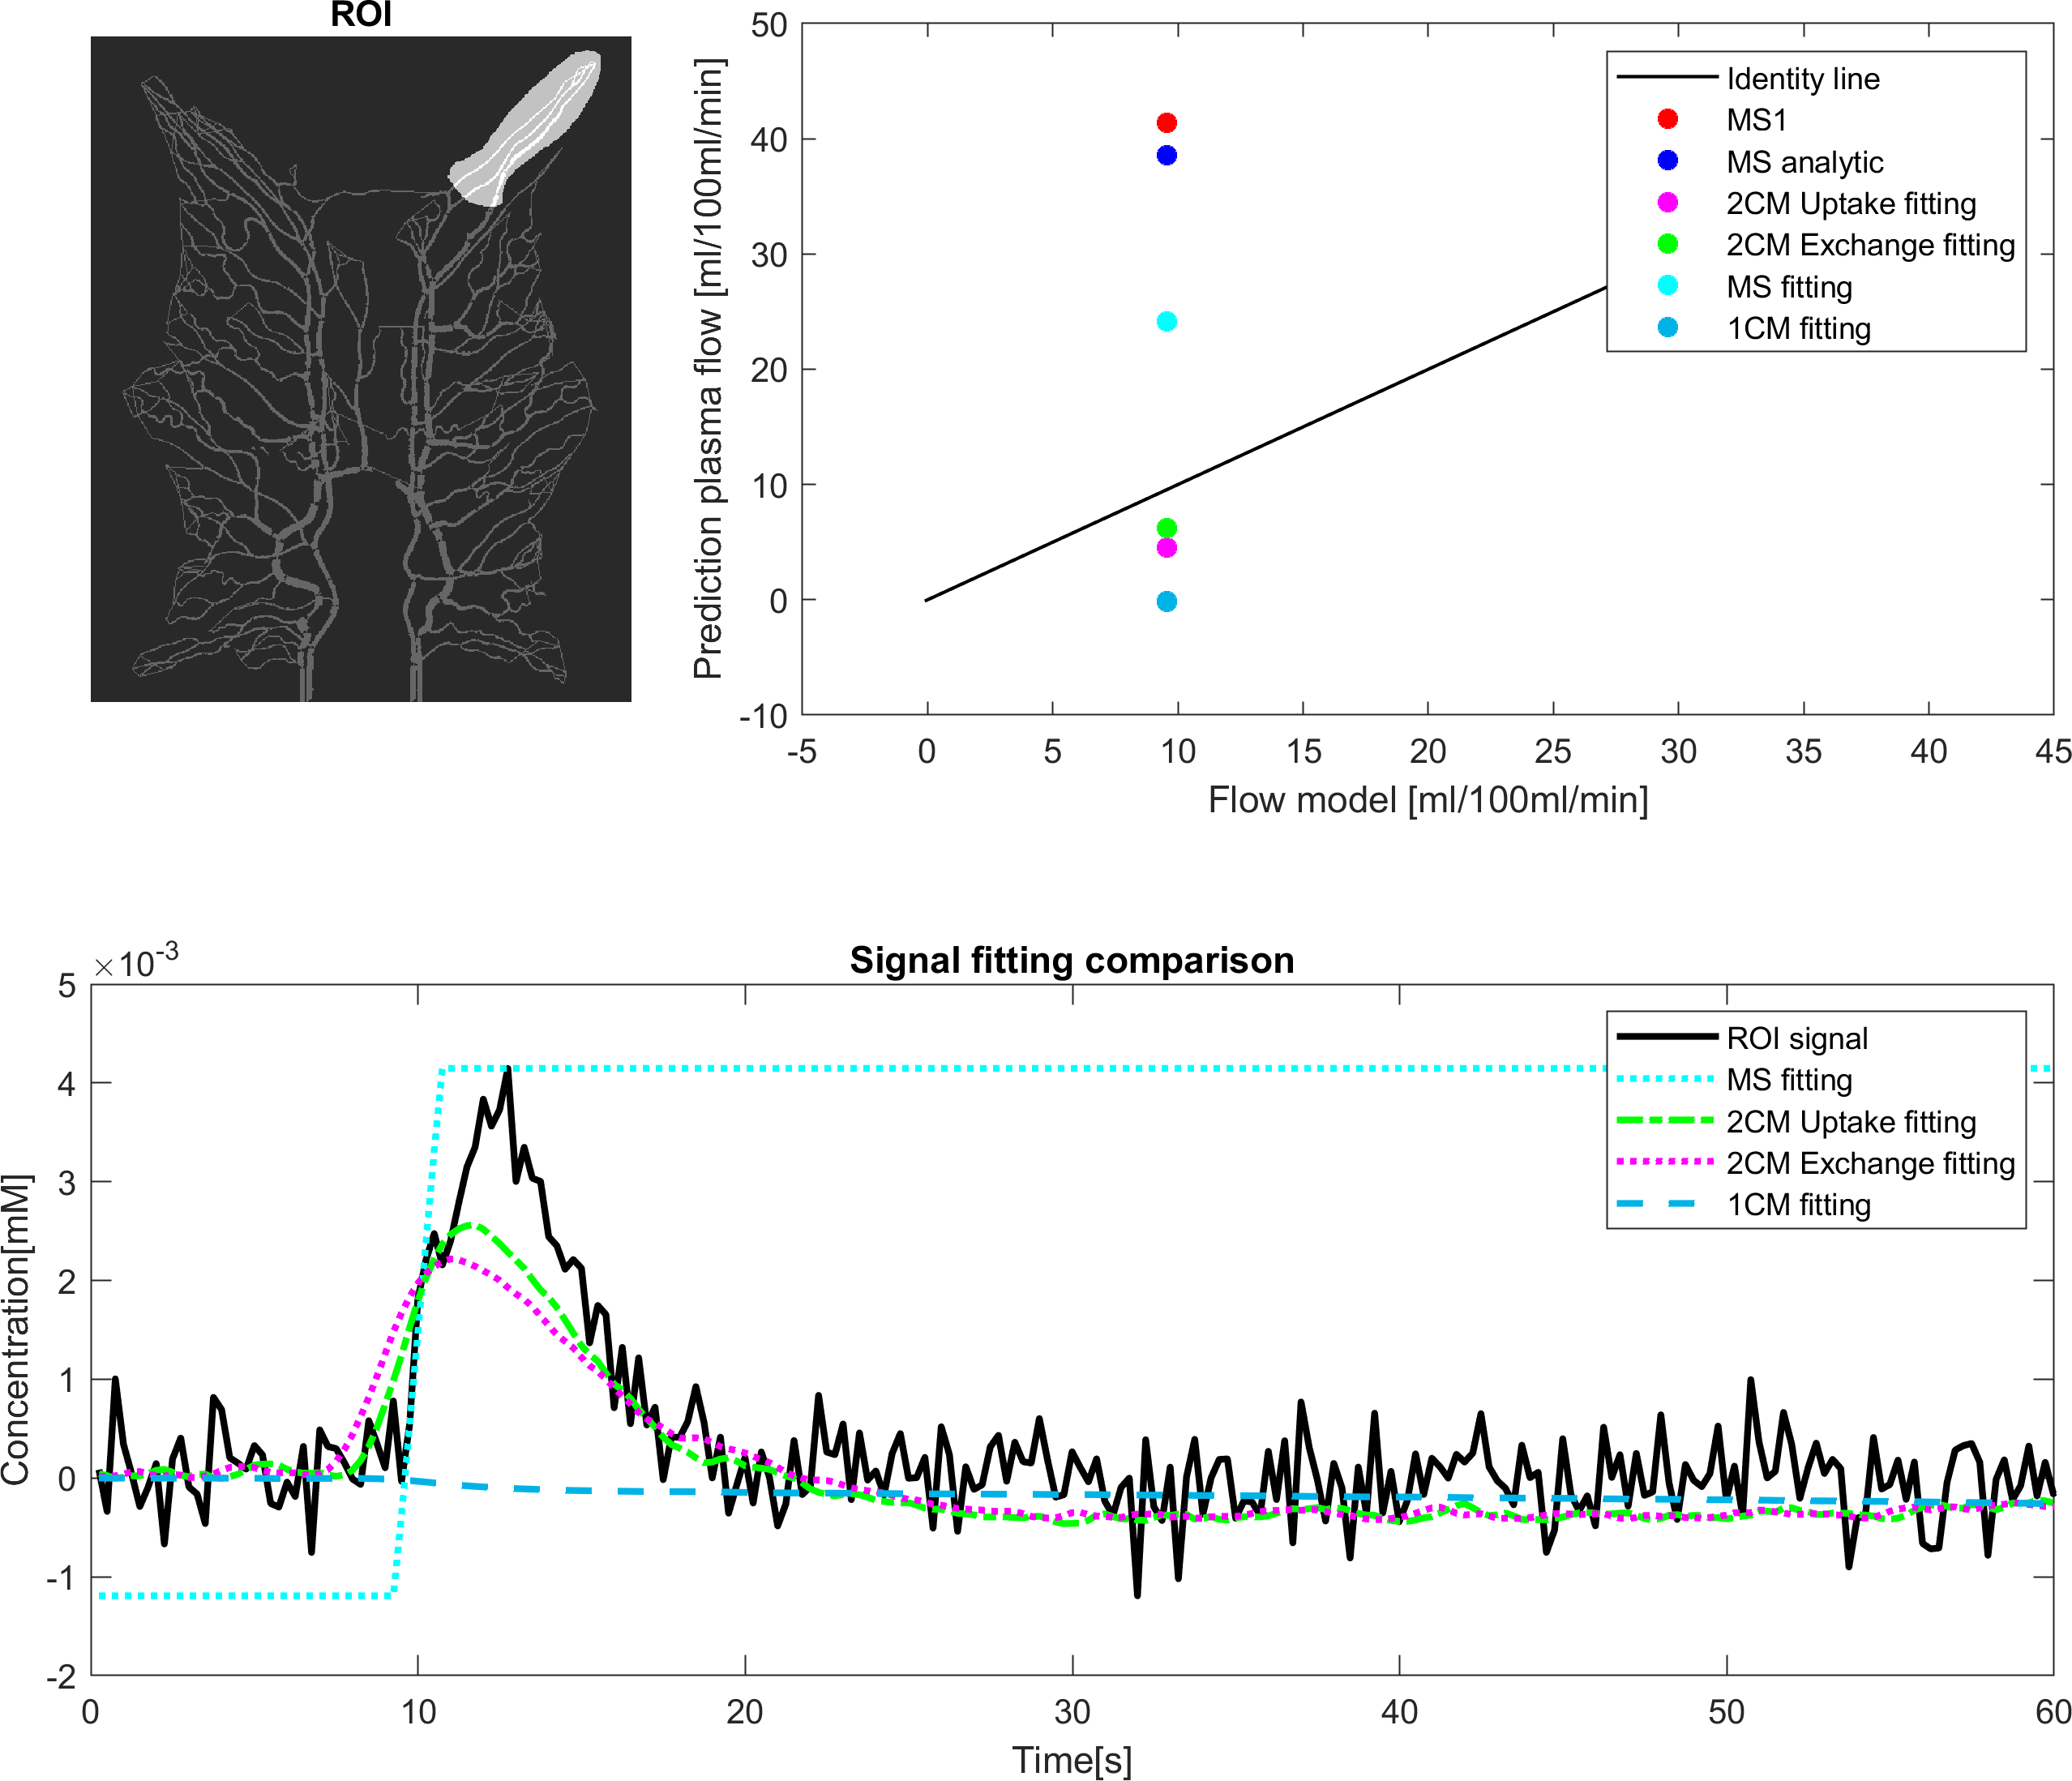 ROI
Prediction plasma flow [ml/100ml/min]
50
40
30
20
10
0
-10
-5
0
5
10
15
20
25
30
35
40
45
Flow model [ml/100ml/min]
Identity line
MS1
MS analytic
2CM Uptake fitting
2CM Exchange fitting
MS fitting
1CM fitting
Signal fitting comparison
×10-3
Concentration[mM]
5
4
3
2
1
0
-1
-2
0
10
20
30
40
50
60
Time[s]
ROI signal
MS fitting
2CM Uptake fitting
2CM Exchange fitting
1CM fitting